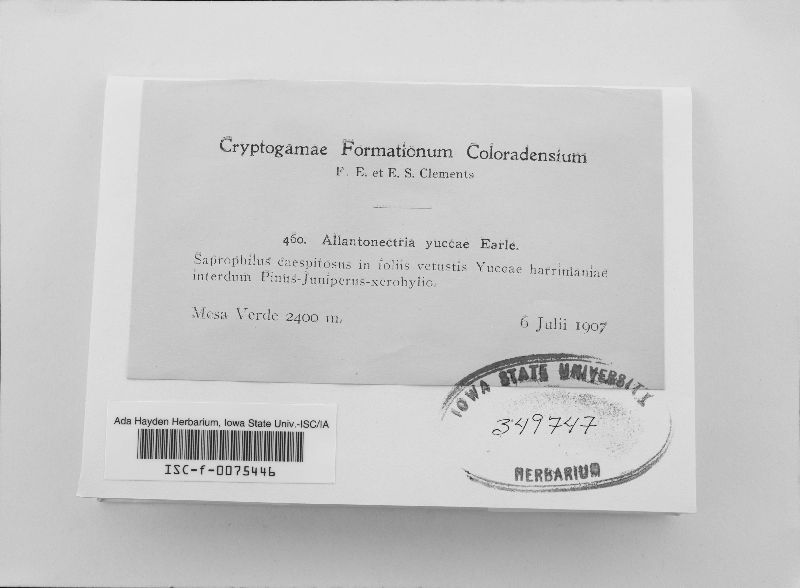 Cryptogamae Formationum Coloradensium
F. E. et E. S. Clements
460. Allantonectria yuccae Earle.
Saprophilus caespitosus in foliis vetustis Yuccae harrimaniae
interdum Pinus-Juniperus-xerohylio.
Mesa Verde 2400 m.
6 Julii 1907
IOWA STATE UNIVERSITY
349747
HERBARIUM
Ada Hayden Herbarium, Iowa State Univ.-ISC/IA
ISC-f-0075446